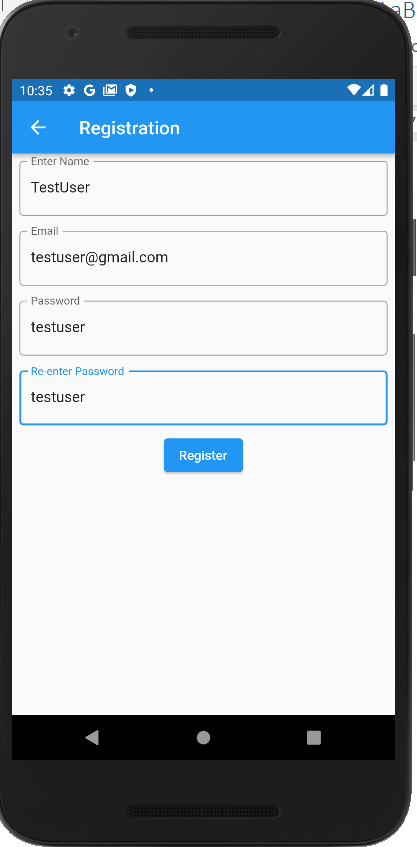 10:35
Registration
Enter Name
TestUser
Email
testuser@gmail.com
Password
testuser
Re-enter Password
testuser
Register